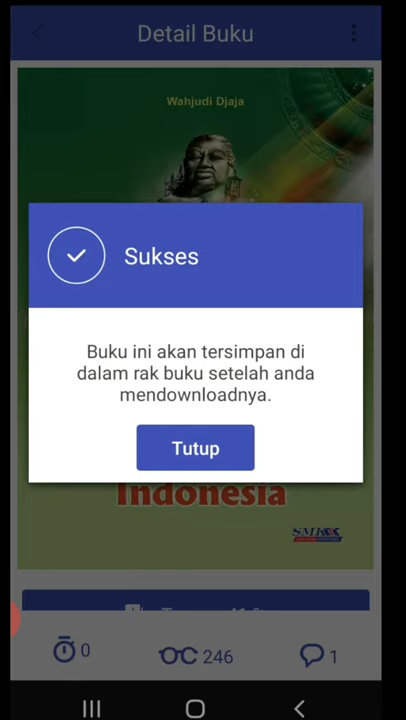 Detail Buku
Wahjudi Djaja
Sukses
Buku ini akan tersimpan di
dalam rak buku setelah anda
mendownloadnya.
Tutup
Indonesia
SMK
0
246
1